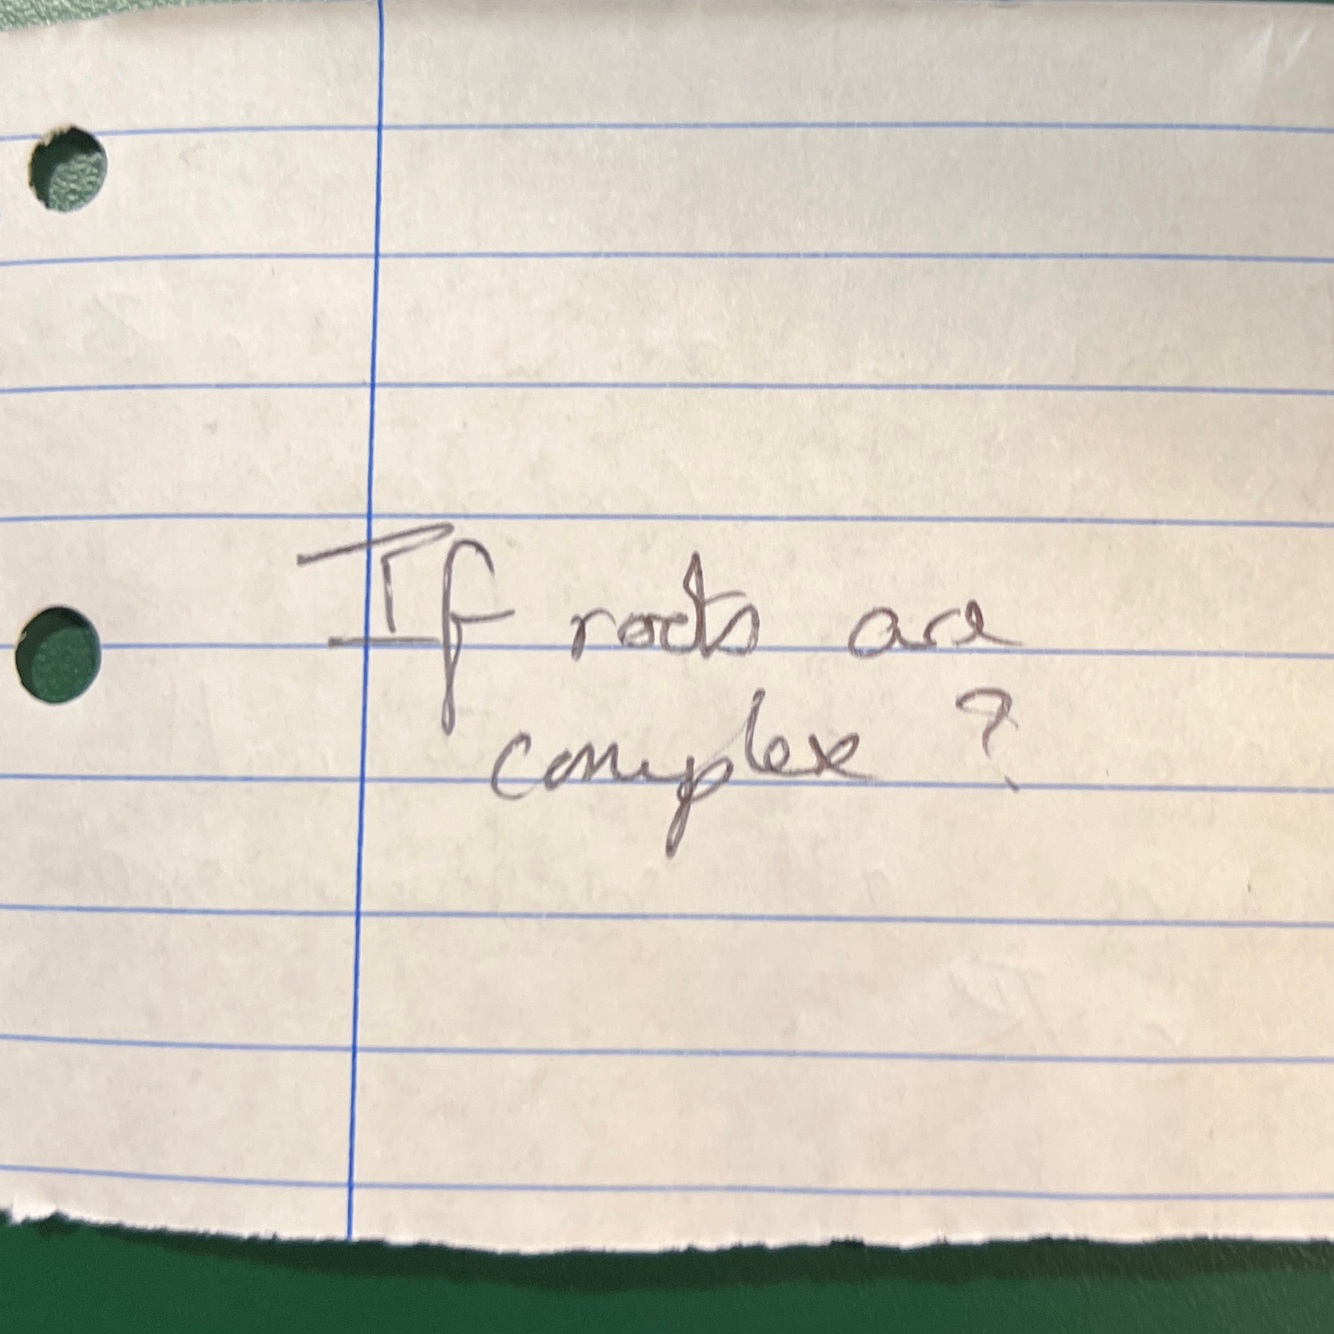 If roots are
complex ?